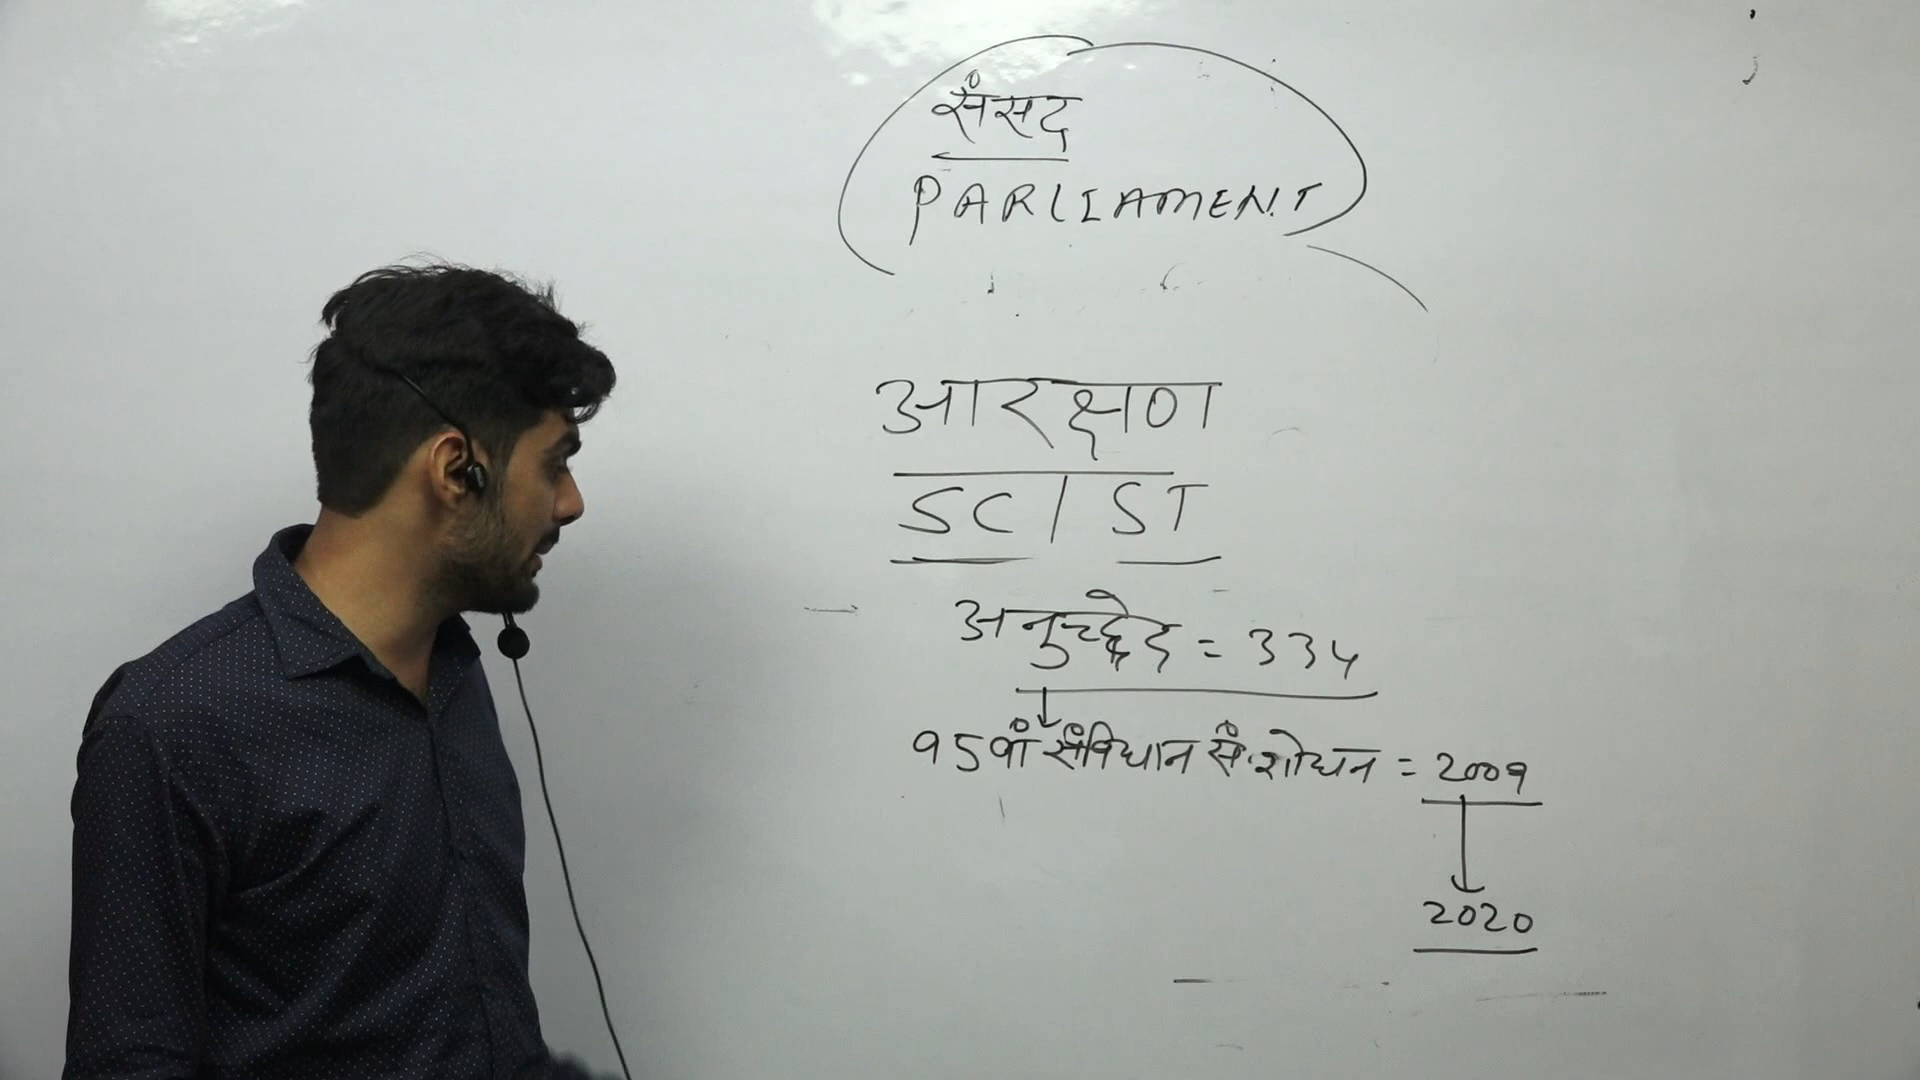 संसद
PARLIAMENT
आरक्षण
SC / ST
अनुच्छेद = 334
95वां संविधान संशोधन = 2009
2020